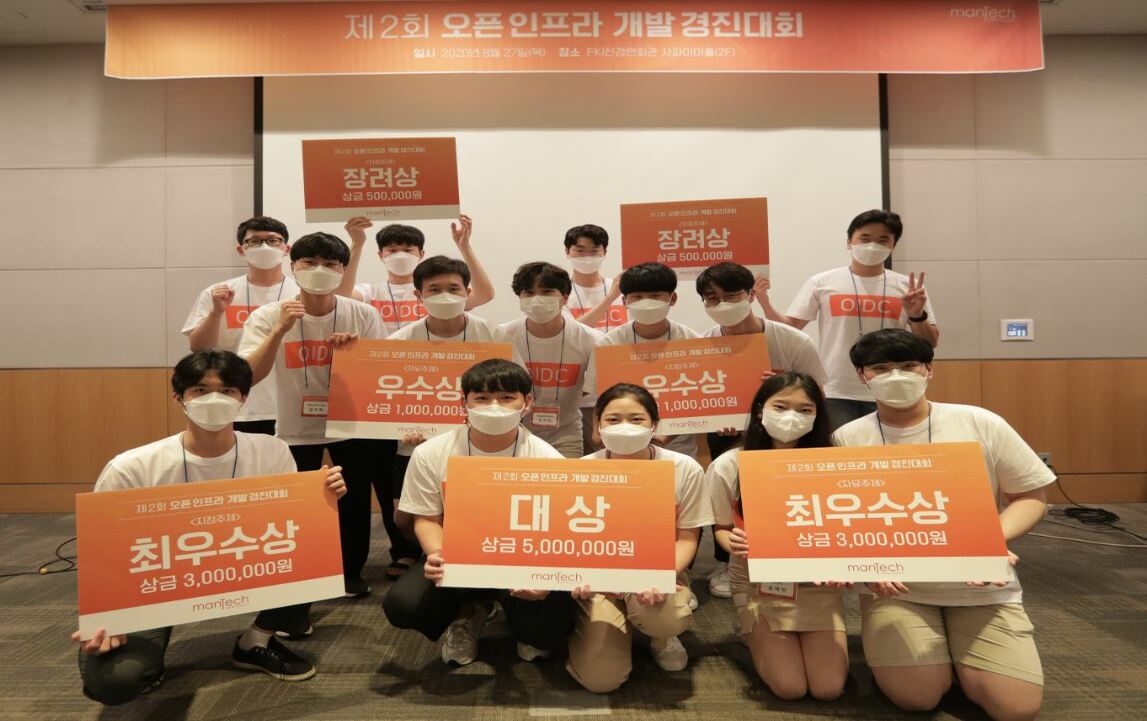 제2회 오픈 인프라 개발 경진대회
manTech
일시 2020년 8월 27일(목) 장소 FKI전경련회관 사파이어홀(2F)
제2회 오픈 인프라 개발 경진대회
<지정주제>
장려상
상금 500,000원
manTech
제2회 오픈 인프라 개발 경진대회
<지정주제>
장려상
상금 500,000원
manTech
OIDC
OIDC
OIDC
OIDC
제2회 오픈 인프라 개발 경진대회
<자유주제>
우수상
상금 1,000,000원
manTech
제2회 오픈 인프라 개발 경진대회
<지정주제>
우수상
상금 1,000,000원
제2회 오픈 인프라 개발 경진대회
<지정주제>
최우수상
상금 3,000,000원
manTech
제2회 오픈 인프라 개발 경진대회
대상
상금 5,000,000원
manTech
제2회 오픈 인프라 개발 경진대회
<자유주제>
최우수상
상금 3,000,000원
manTech